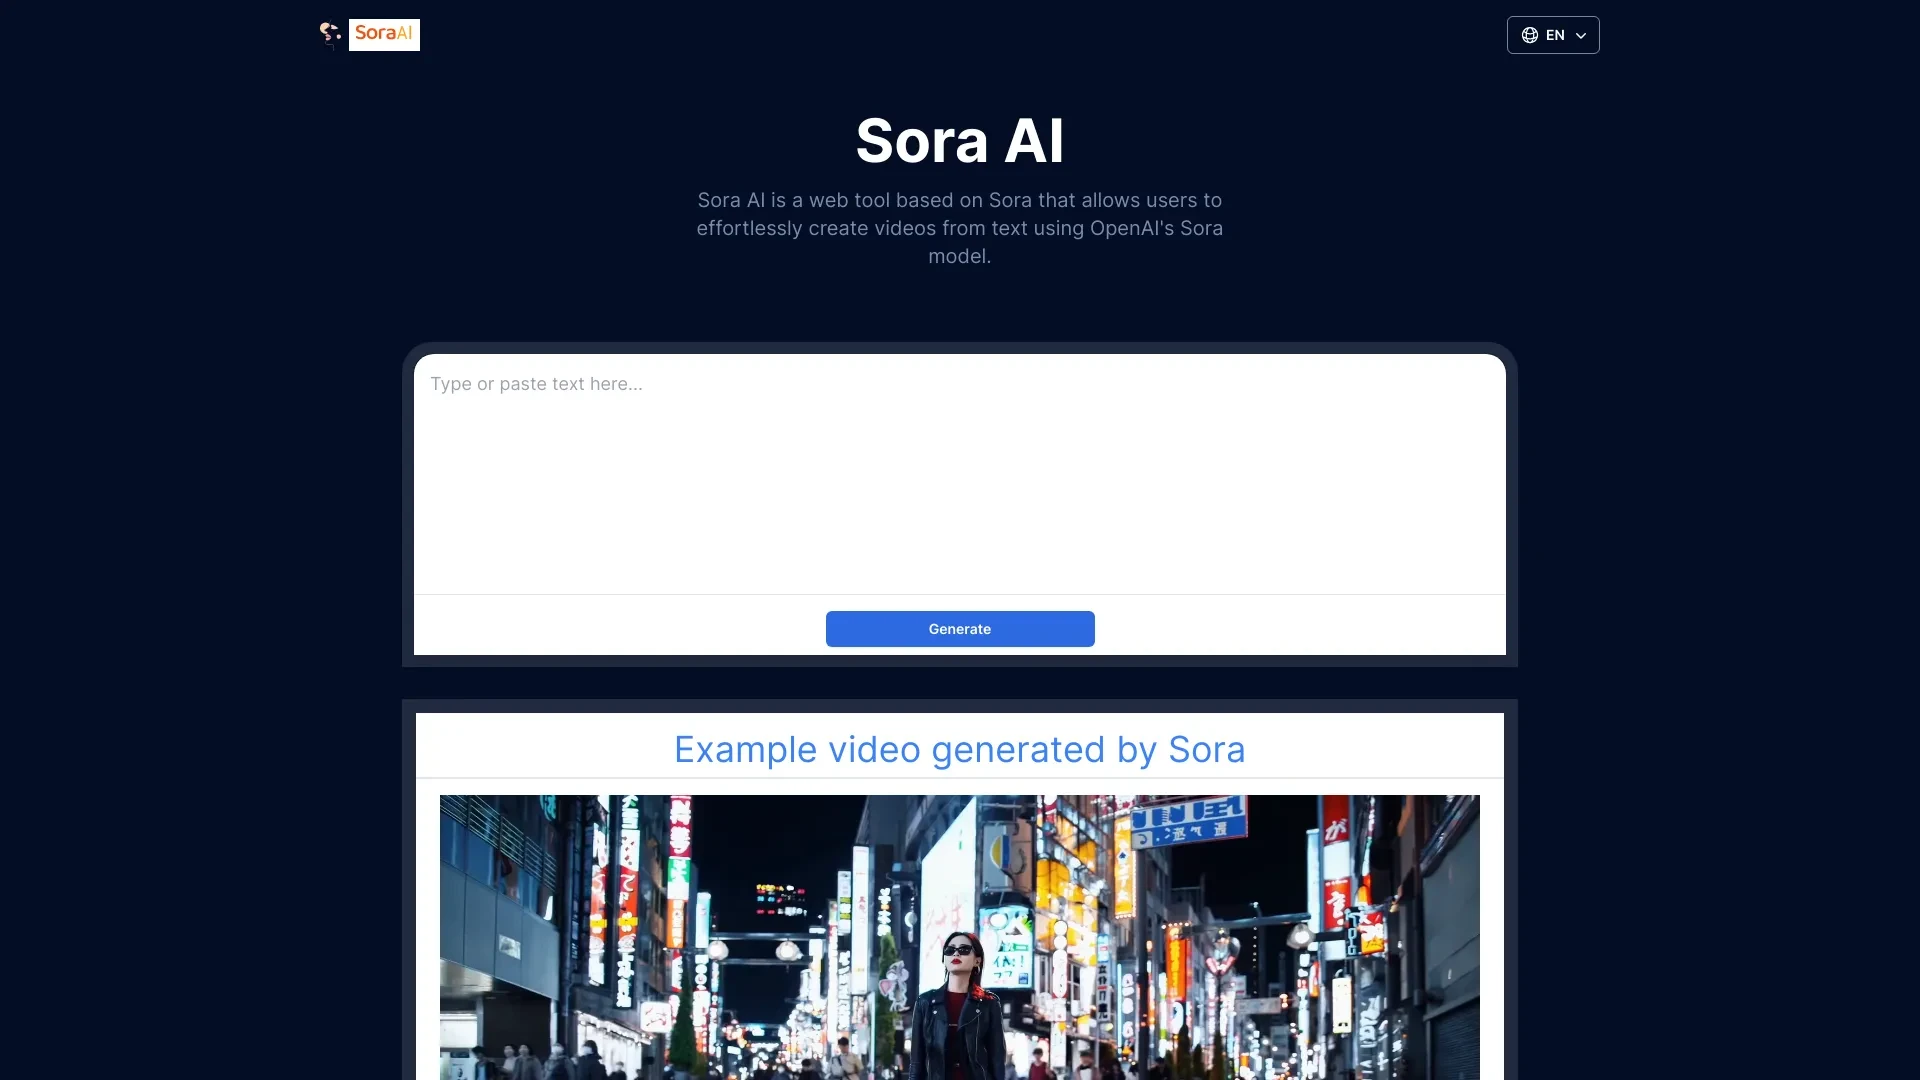 SoraAI
EN
Sora AI
Sora AI is a web tool based on Sora that allows users to
effortlessly create videos from text using OpenAI's Sora
model.
Type or paste text here...
Generate
Example video generated by Sora